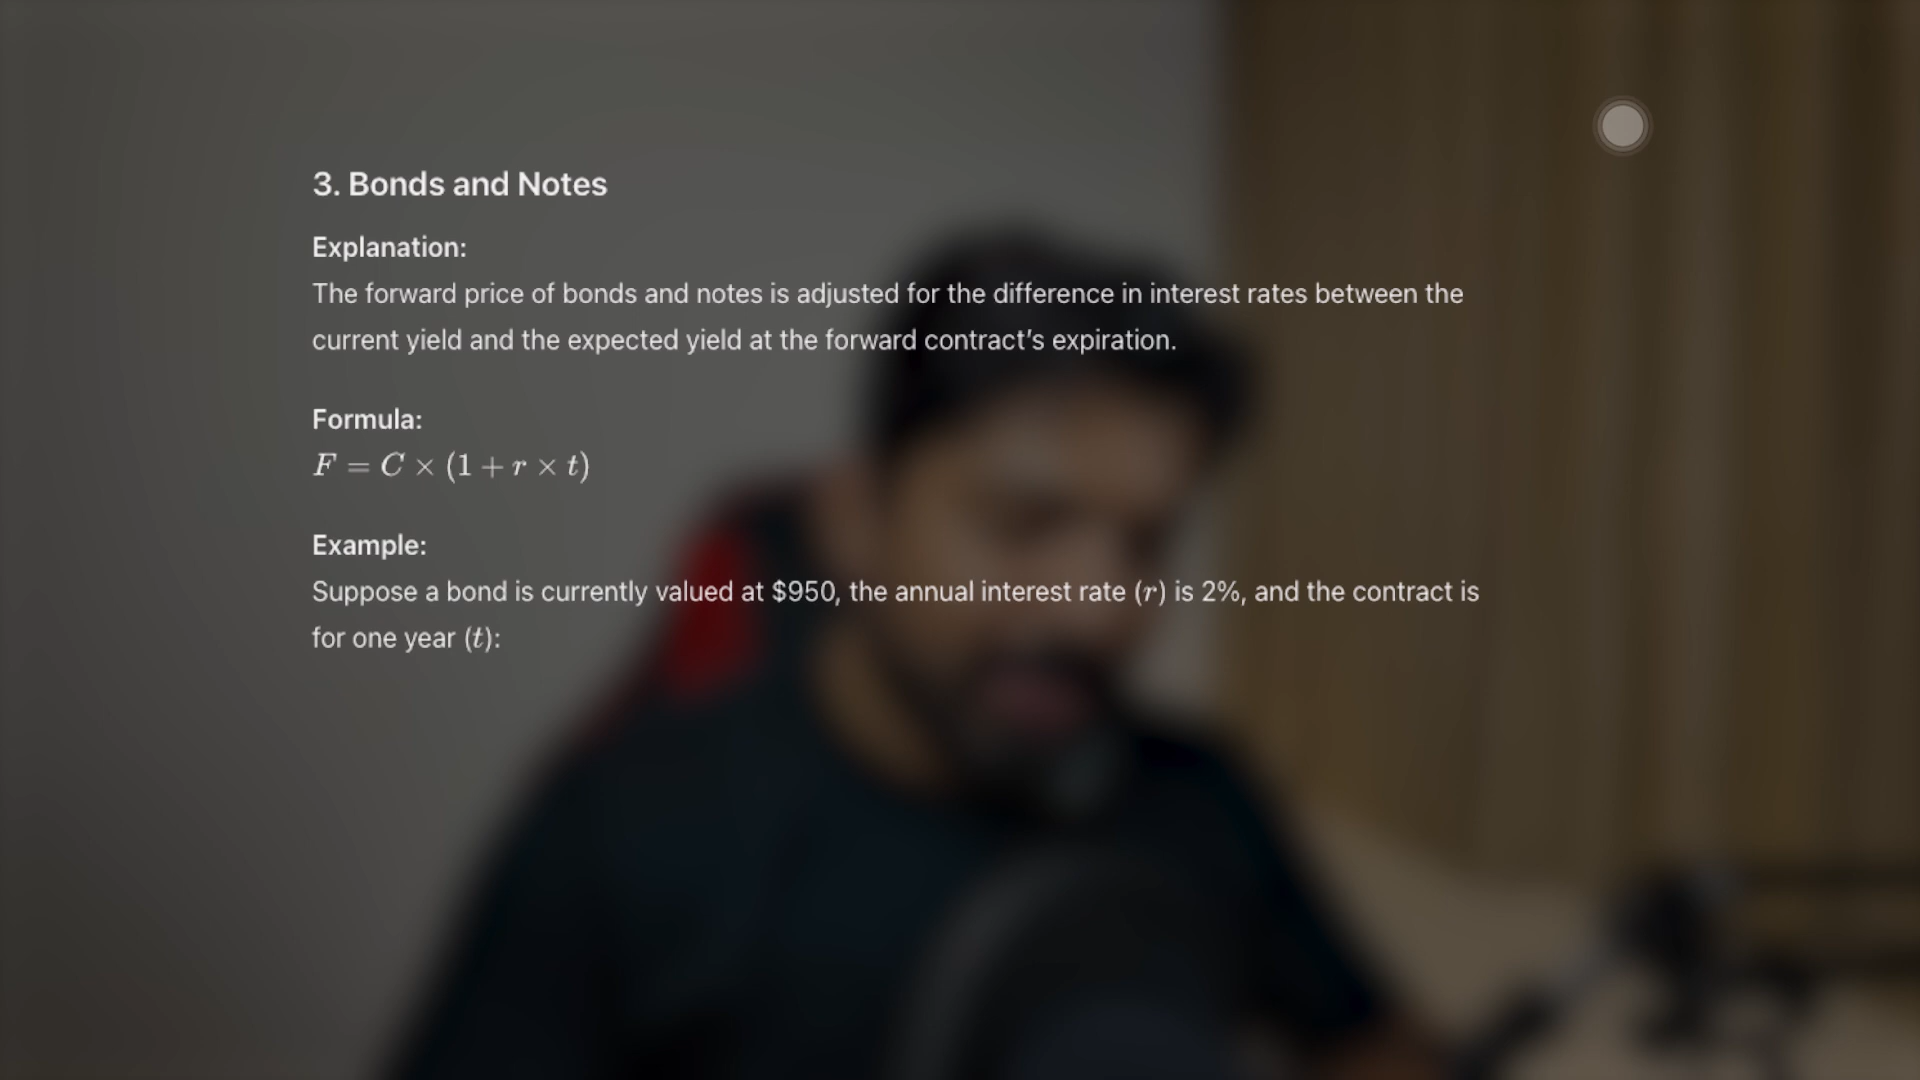 3. Bonds and Notes
Explanation:
The forward price of bonds and notes is adjusted for the difference in interest rates between the
current yield and the expected yield at the forward contract’s expiration.
Formula:
F = C × (1 + r × t)
Example:
Suppose a bond is currently valued at $950, the annual interest rate (r) is 2%, and the contract is
for one year (t):